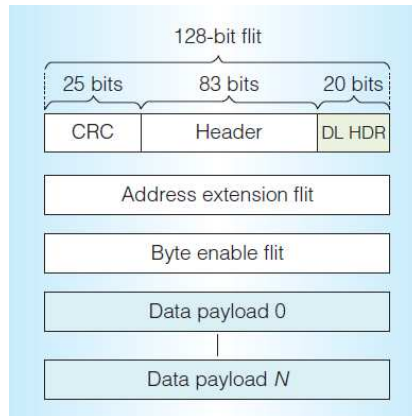 128-bit flit
25 bits 83 bits 20 bits
CRC Header DL HDR
Address extension flit
Byte enable flit
Data payload 0
Data payload N